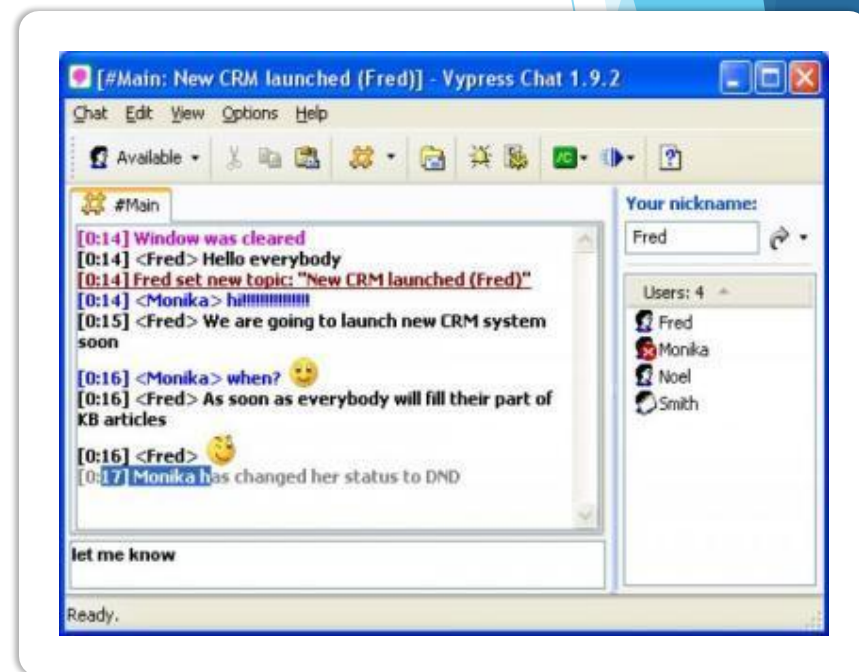 [#Main: New CRM launched (Fred)] - Vypress Chat 1.9.2
Chat Edit View Options Help
Available
#Main
[0:14] Window was cleared
[0:14] <Fred> Hello everybody
[0:14] Fred set new topic: "New CRM launched (Fred)"
[0:14] <Monika> hi!!!!!!!!!!!!!!!!
[0:15] <Fred> We are going to launch new CRM system
soon
[0:16] <Monika> when?
[0:16] <Fred> As soon as everybody will fill their part of
KB articles
[0:16] <Fred>
[0:17] Monika has changed her status to DND
let me know
Ready.
Your nickname:
Fred
Users: 4
Fred
Monika
Noel
Smith